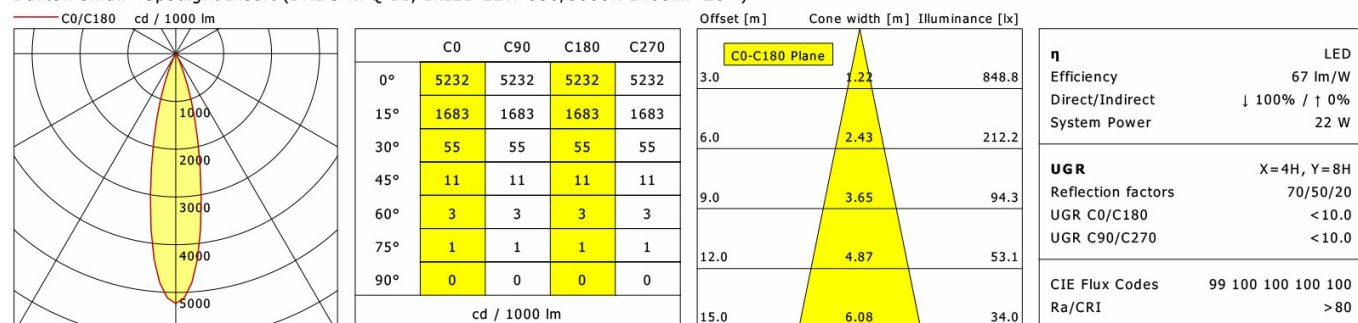 C0/C180 cd / 1000 lm
1000
2000
3000
4000
5000
C0 C90 C180 C270
0° 5232 5232 5232 5232
15° 1683 1683 1683 1683
30° 55 55 55 55
45° 11 11 11 11
60° 3 3 3 3
75° 1 1 1 1
90° 0 0 0 0
cd / 1000 lm
Offset [m] Cone width [m] Illuminance [lx]
C0-C180 Plane
3.0 1.22 848.8
6.0 2.43 212.2
9.0 3.65 94.3
12.0 4.87 53.1
15.0 6.08 34.0
η LED
Efficiency 67 lm/W
Direct/Indirect ↓ 100% / ↑ 0%
System Power 22 W
UGR X=4H, Y=8H
Reflection factors 70/50/20
UGR C0/C180 <10.0
UGR C90/C270 <10.0
CIE Flux Codes 99 100 100 100 100
Ra/CRI >80